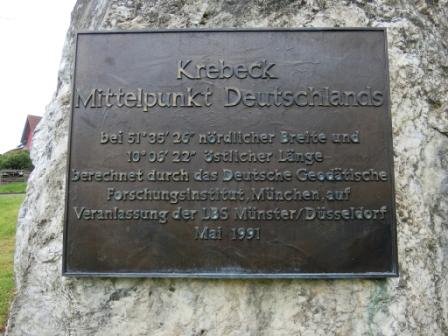 Krebeck
Mittelpunkt Deutschlands
bei 51°35'26" nördlicher Breite und
10°06'22" östlicher Länge
berechnet durch das Deutsche Geodätische
Forschungsinstitut, München, auf
Veranlassung der LBS Münster/Düsseldorf
Mai 1991